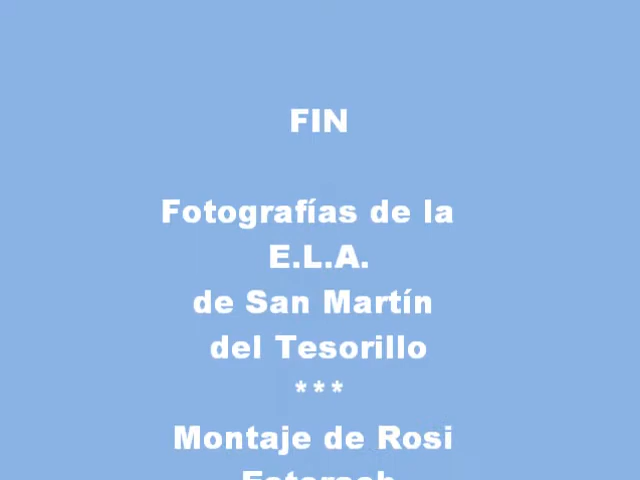 FIN
Fotografías de la
E.L.A.
de San Martín
del Tesorillo
***
Montaje de Rosi